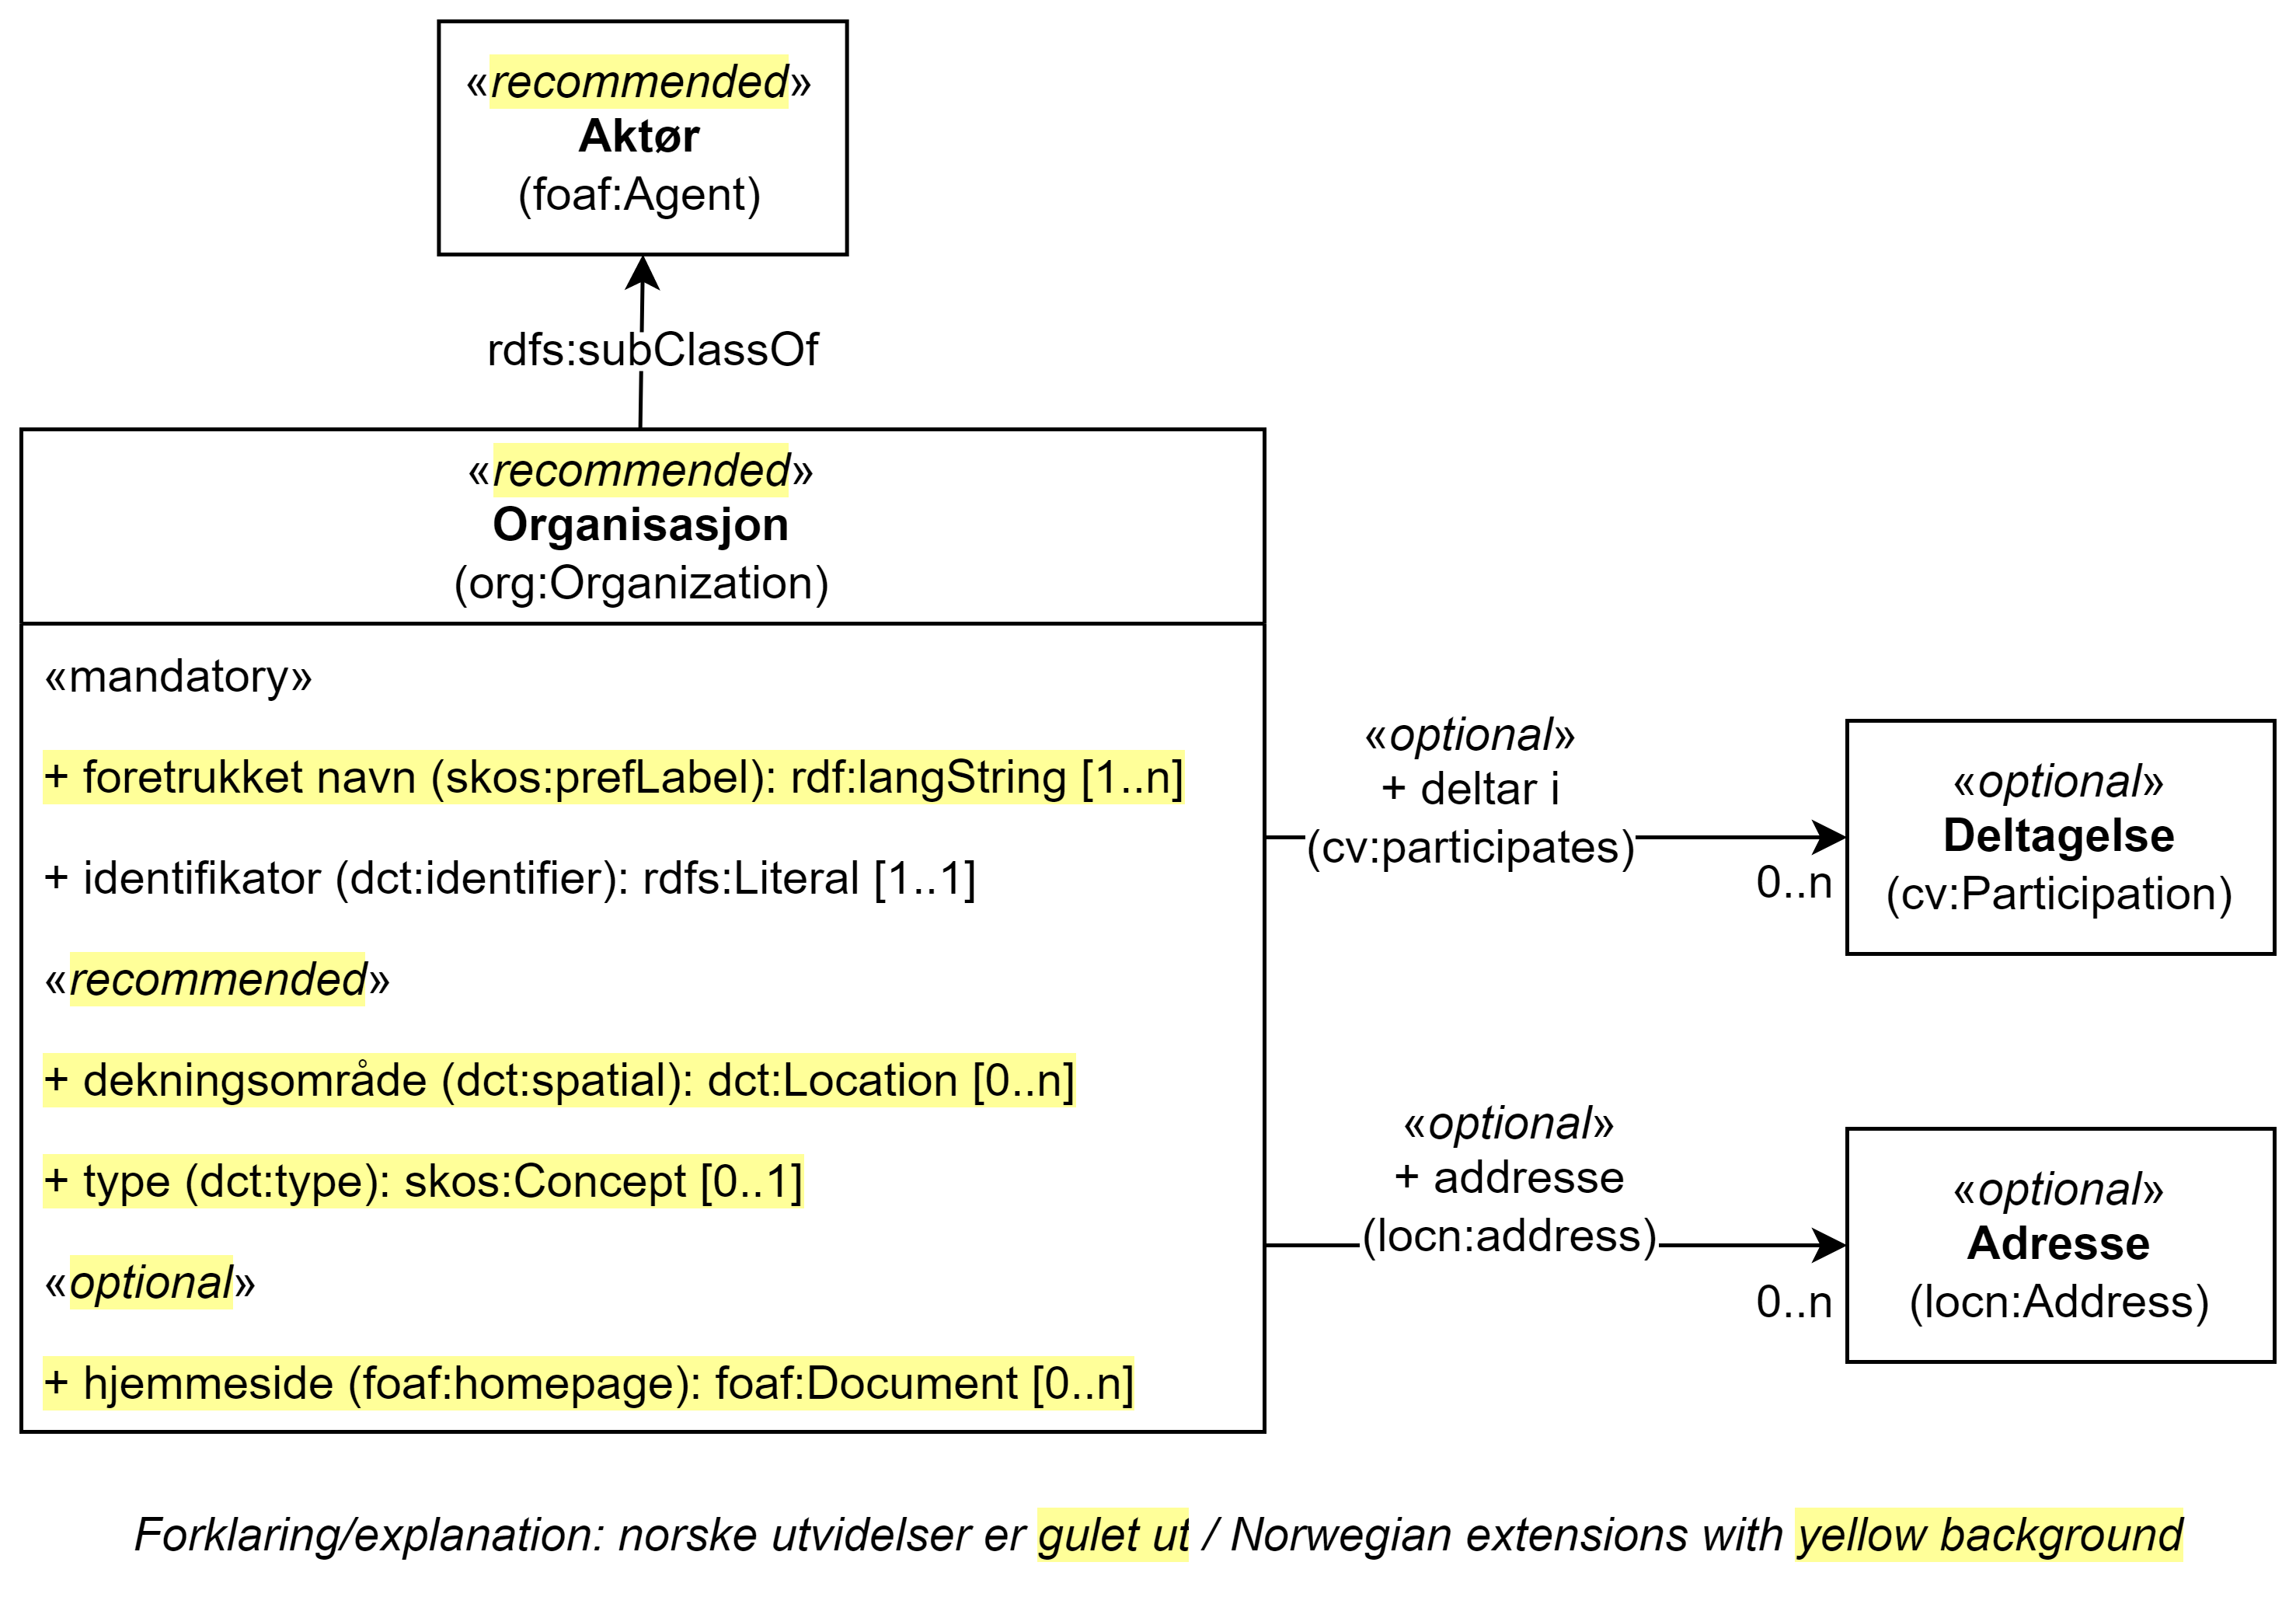 «recommended»
Aktør
(foaf:Agent)
rdfs:subClassOf
«recommended»
Organisasjon
(org:Organization)
«mandatory»
+ foretrukket navn (skos:prefLabel): rdf:langString [1..n]
+ identifikator (dct:identifier): rdfs:Literal [1..1]
«recommended»
+ dekningsområde (dct:spatial): dct:Location [0..n]
+ type (dct:type): skos:Concept [0..1]
«optional»
+ hjemmeside (foaf:homepage): foaf:Document [0..n]
«optional»
+ deltar i
(cv:participates)
0..n
«optional»
Deltagelse
(cv:Participation)
«optional»
+ addresse
(locn:address)
0..n
«optional»
Adresse
(locn:Address)
Forklaring/explanation: norske utvidelser er gulet ut / Norwegian extensions with yellow background